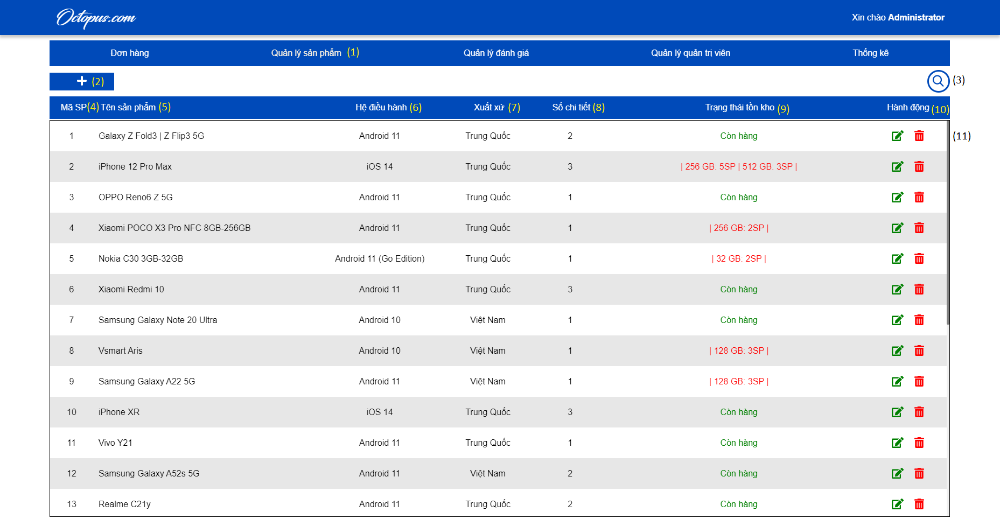 Octopus.com Xin chào Administrator
Đơn hàng Quản lý sản phẩm (1) Quản lý đánh giá Quản lý quản trị viên Thống kê
+ (2) (3)
Mã SP(4) Tên sản phẩm (5) Hệ điều hành (6) Xuất xứ (7) Số chi tiết (8) Trạng thái tồn kho (9) Hành động (10)
1 Galaxy Z Fold3 | Z Flip3 5G Android 11 Trung Quốc 2 Còn hàng (11)
2 iPhone 12 Pro Max iOS 14 Trung Quốc 3 | 256 GB: 5SP | 512 GB: 3SP |
3 OPPO Reno6 Z 5G Android 11 Trung Quốc 1 Còn hàng
4 Xiaomi POCO X3 Pro NFC 8GB-256GB Android 11 Trung Quốc 1 | 256 GB: 2SP |
5 Nokia C30 3GB-32GB Android 11 (Go Edition) Trung Quốc 1 | 32 GB: 2SP |
6 Xiaomi Redmi 10 Android 11 Trung Quốc 3 Còn hàng
7 Samsung Galaxy Note 20 Ultra Android 10 Việt Nam 1 Còn hàng
8 Vsmart Aris Android 10 Việt Nam 1 | 128 GB: 3SP |
9 Samsung Galaxy A22 5G Android 11 Việt Nam 1 | 128 GB: 3SP |
10 iPhone XR iOS 14 Trung Quốc 3 Còn hàng
11 Vivo Y21 Android 11 Trung Quốc 1 Còn hàng
12 Samsung Galaxy A52s 5G Android 11 Việt Nam 2 Còn hàng
13 Realme C21y Android 11 Trung Quốc 2 Còn hàng